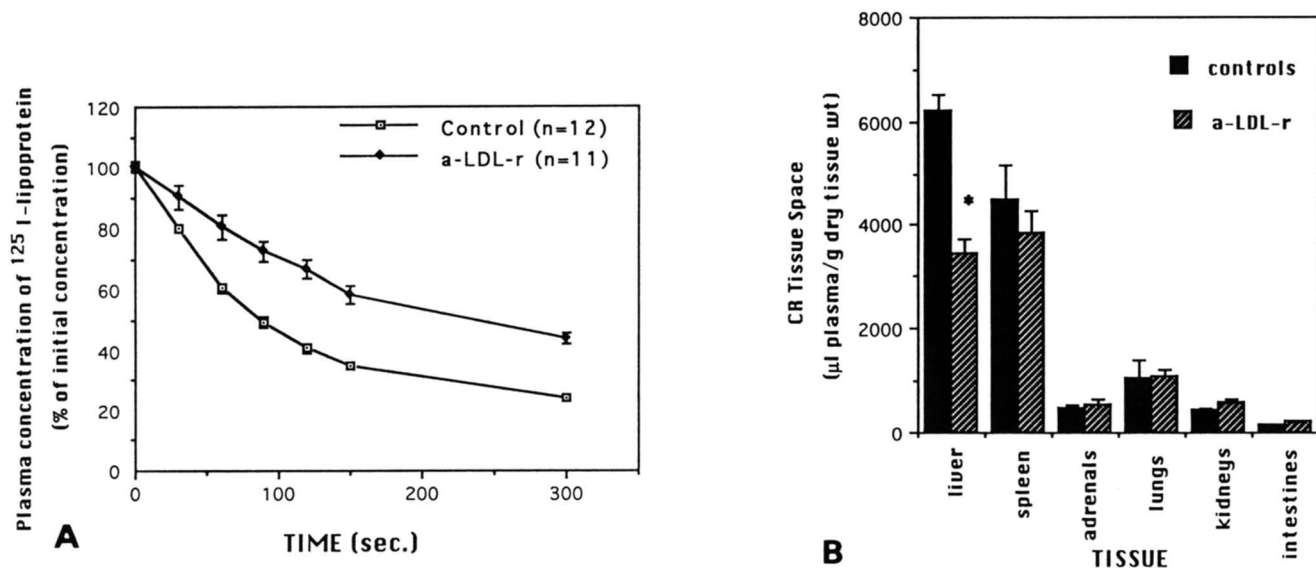 Plasma concentration of 125 I-lipoprotein
(% of initial concentration)
120
100
80
60
40
20
0
Control (n=12)
a-LDL-r (n=11)
0
100
200
300
TIME (sec.)
A
CR Tissue Space
(µl plasma/g dry tissue wt)
8000
6000
4000
2000
0
controls
a-LDL-r
*
liver
spleen
adrenals
lungs
kidneys
intestines
TISSUE
B